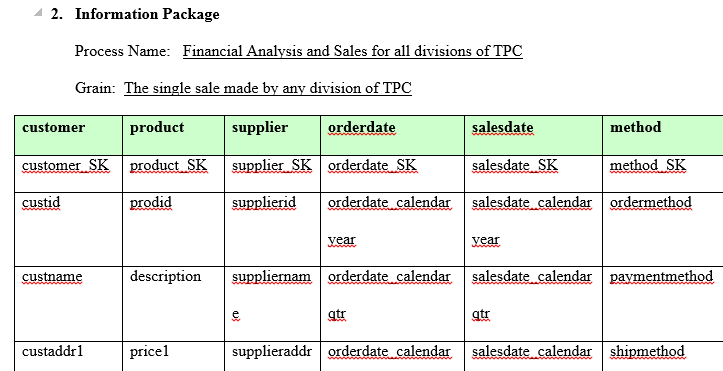 2. Information Package
Process Name: Financial Analysis and Sales for all divisions of TPC
Grain: The single sale made by any division of TPC
customer product supplier orderdate salesdate method
customer_SK product_SK supplier_SK orderdate_SK salesdate_SK method_SK
custid prodid supplierid orderdate_calendar salesdate_calendar ordermethod
year year
custname description suppliernam orderdate_calendar salesdate_calendar paymentmethod
e qtr qtr
custaddr1 price1 supplieraddr orderdate_calendar salesdate_calendar shipmethod